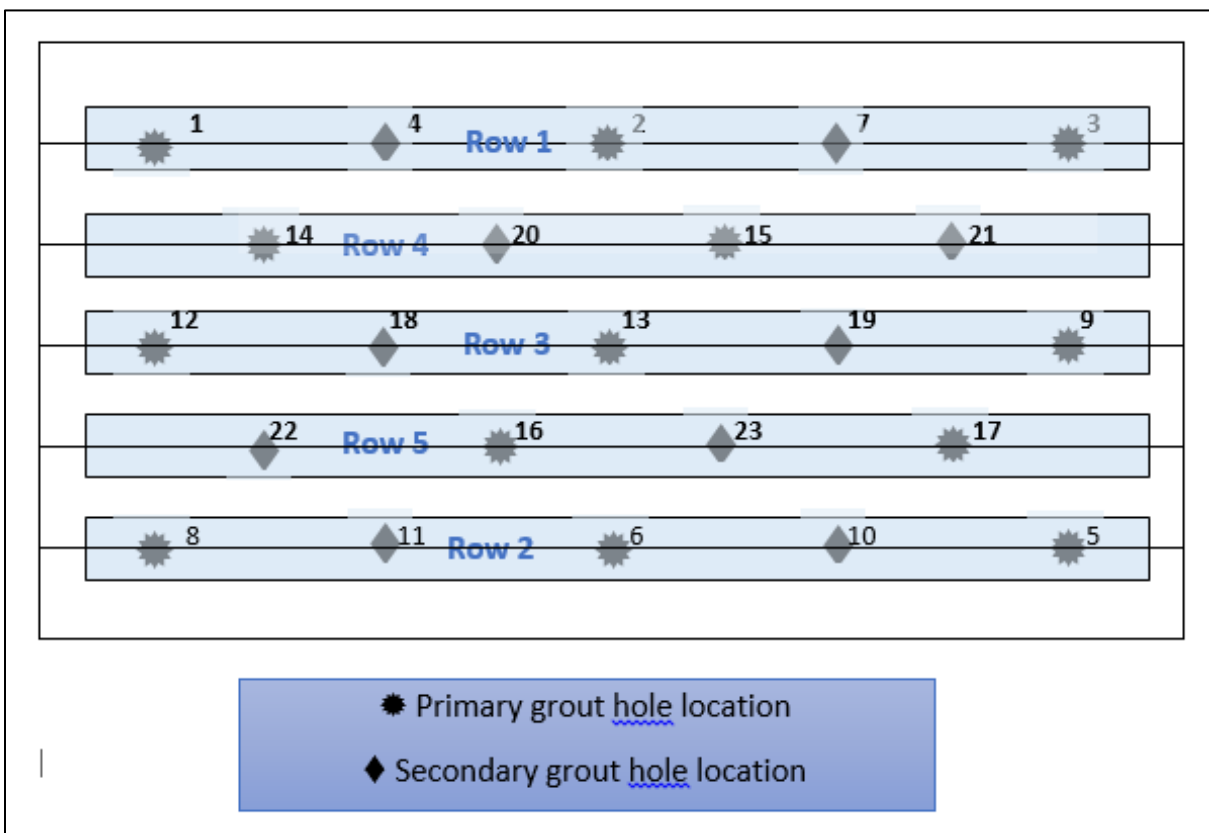 1 4 Row 1 2 7 3
14 Row 4 20 15 21
12 18 Row 3 13 19 9
22 Row 5 16 23 17
8 11 Row 2 6 10 5
Primary grout hole location
Secondary grout hole location